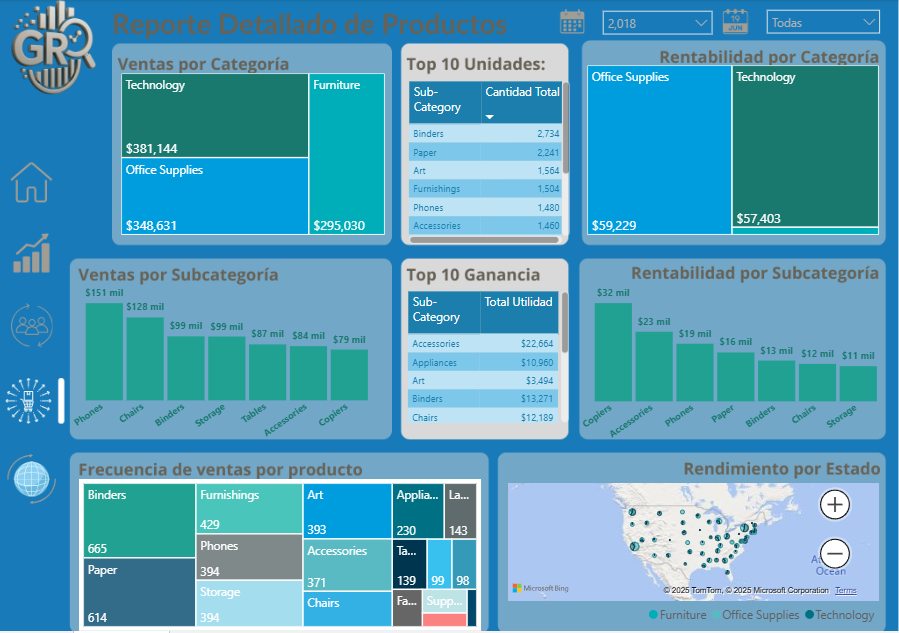 GR
Reporte Detallado de Productos
2,018
19
JUN
Todas
Ventas por Categoría
Technology
$381,144
Office Supplies
$348,631
Furniture
$295,030
Top 10 Unidades:
Sub-Category Cantidad Total
Binders 2,734
Paper 2,241
Art 1,564
Furnishings 1,504
Phones 1,480
Accessories 1,460
Rentabilidad por Categoría
Office Supplies
$59,229
Technology
$57,403
Ventas por Subcategoría
$151 mil
$128 mil
$99 mil
$99 mil
$87 mil
$84 mil
$79 mil
Phones
Chairs
Binders
Storage
Tables
Accessories
Copiers
Top 10 Ganancia
Sub-Category Total Utilidad
Accessories $22,664
Appliances $10,960
Art $3,494
Binders $13,271
Chairs $12,189
Rentabilidad por Subcategoría
$32 mil
$23 mil
$19 mil
$16 mil
$13 mil
$12 mil
$11 mil
Copiers
Accessories
Phones
Paper
Binders
Chairs
Storage
Frecuencia de ventas por producto
Binders
665
Paper
614
Furnishings
429
Phones
394
Storage
394
Art
393
Accessories
371
Chairs
Applia...
230
La...
143
Ta...
139
99
98
Fa...
Supp...
Rendimiento por Estado
Ocean
Microsoft Bing
© 2025 TomTom, © 2025 Microsoft Corporation Terms
Furniture
Office Supplies
Technology